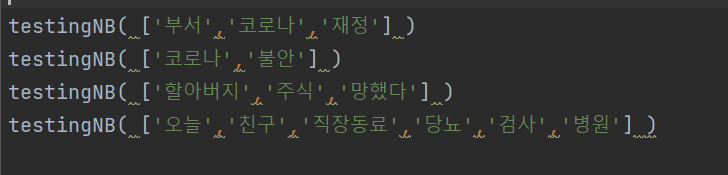 testingNB( ['부서','코로나','재정'] )
testingNB( ['코로나','불안'] )
testingNB( ['할아버지','주식','망했다'] )
testingNB( ['오늘','친구','직장동료','당뇨','검사','병원'] )